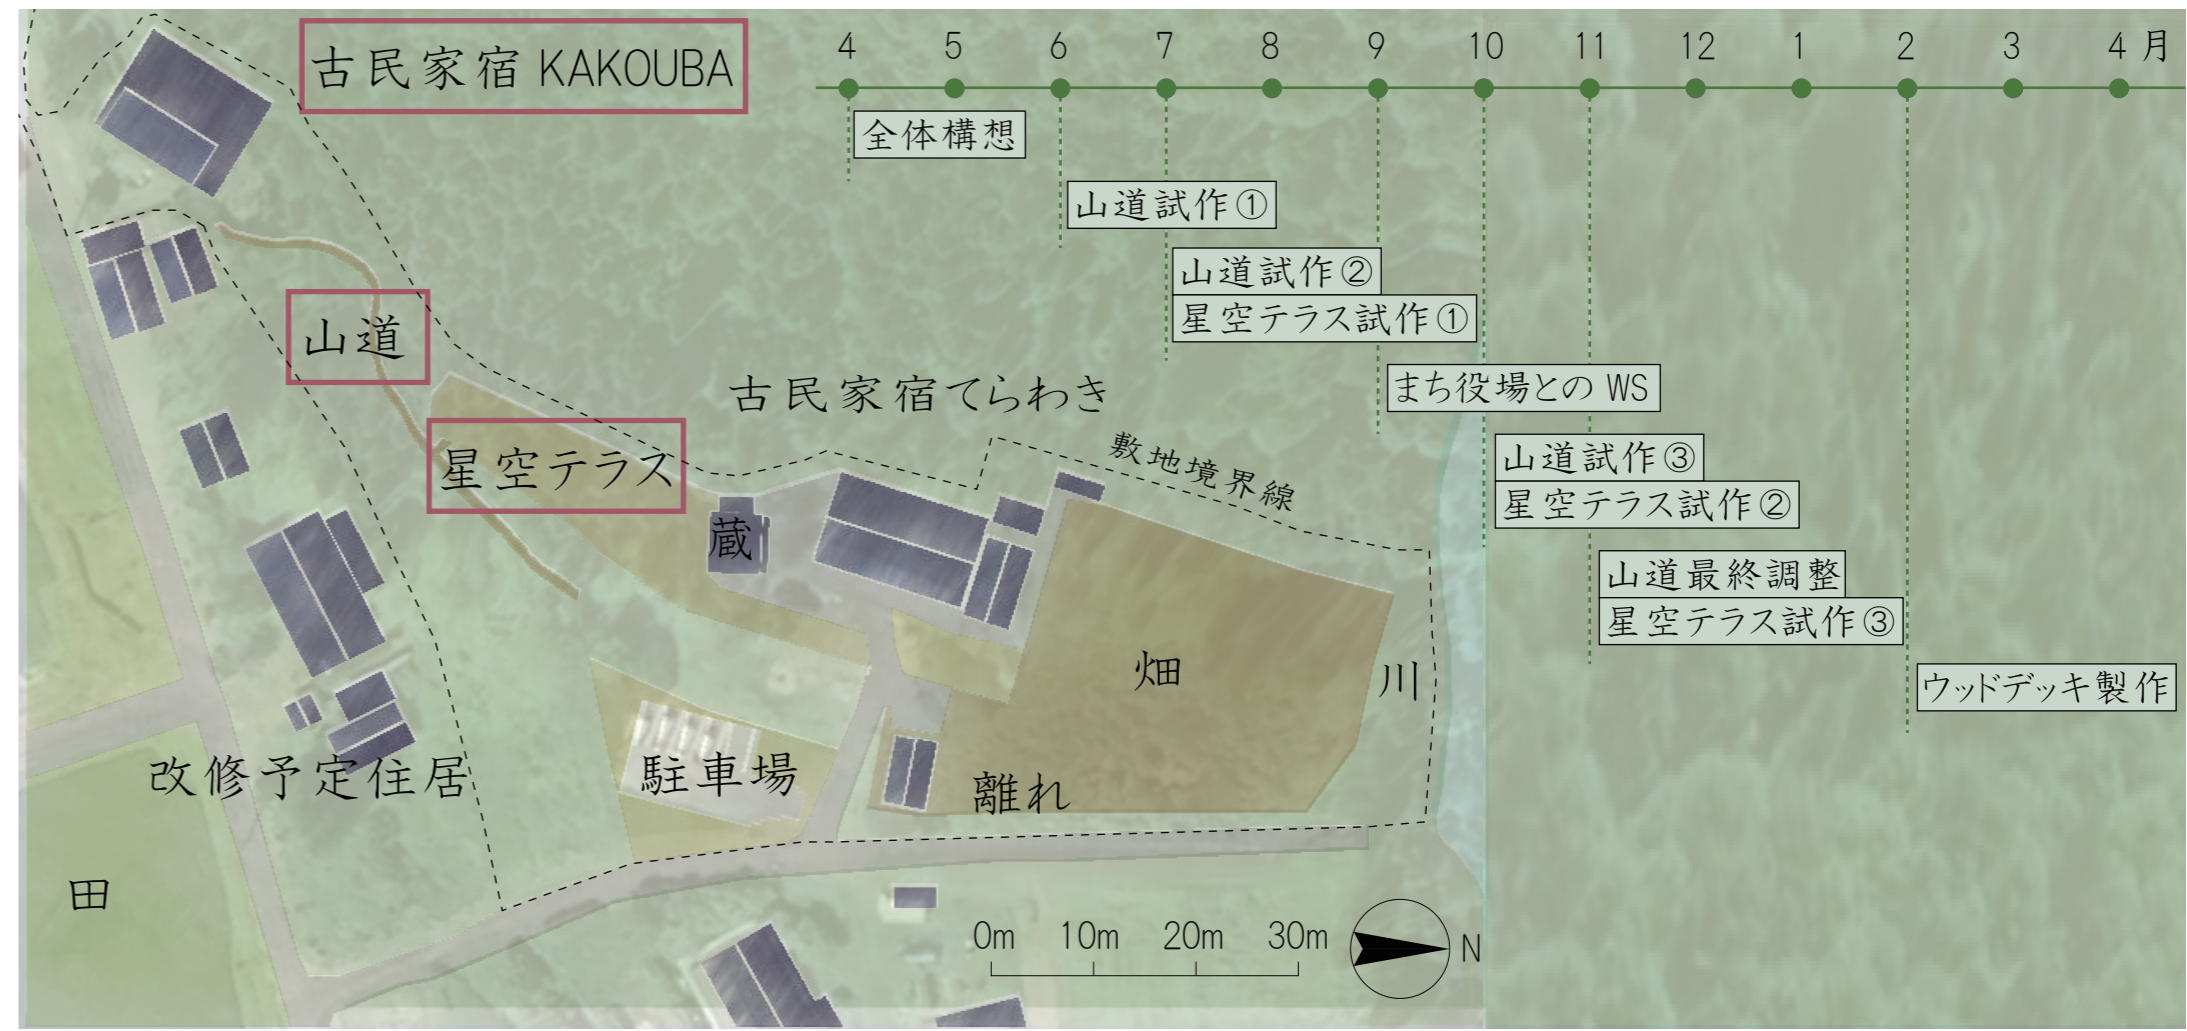 古民家宿 KAKOUBA
4 5 6 7 8 9 10 11 12 1 2 3 4 月
全体構想
山道試作①
山道試作②
星空テラス試作①
まち役場との WS
山道試作③
星空テラス試作②
山道最終調整
星空テラス試作③
ウッドデッキ製作
山道
古民家宿てらわき
星空テラス
敷地境界線
蔵
畑
川
改修予定住居
駐車場
離れ
田
0m 10m 20m 30m
N